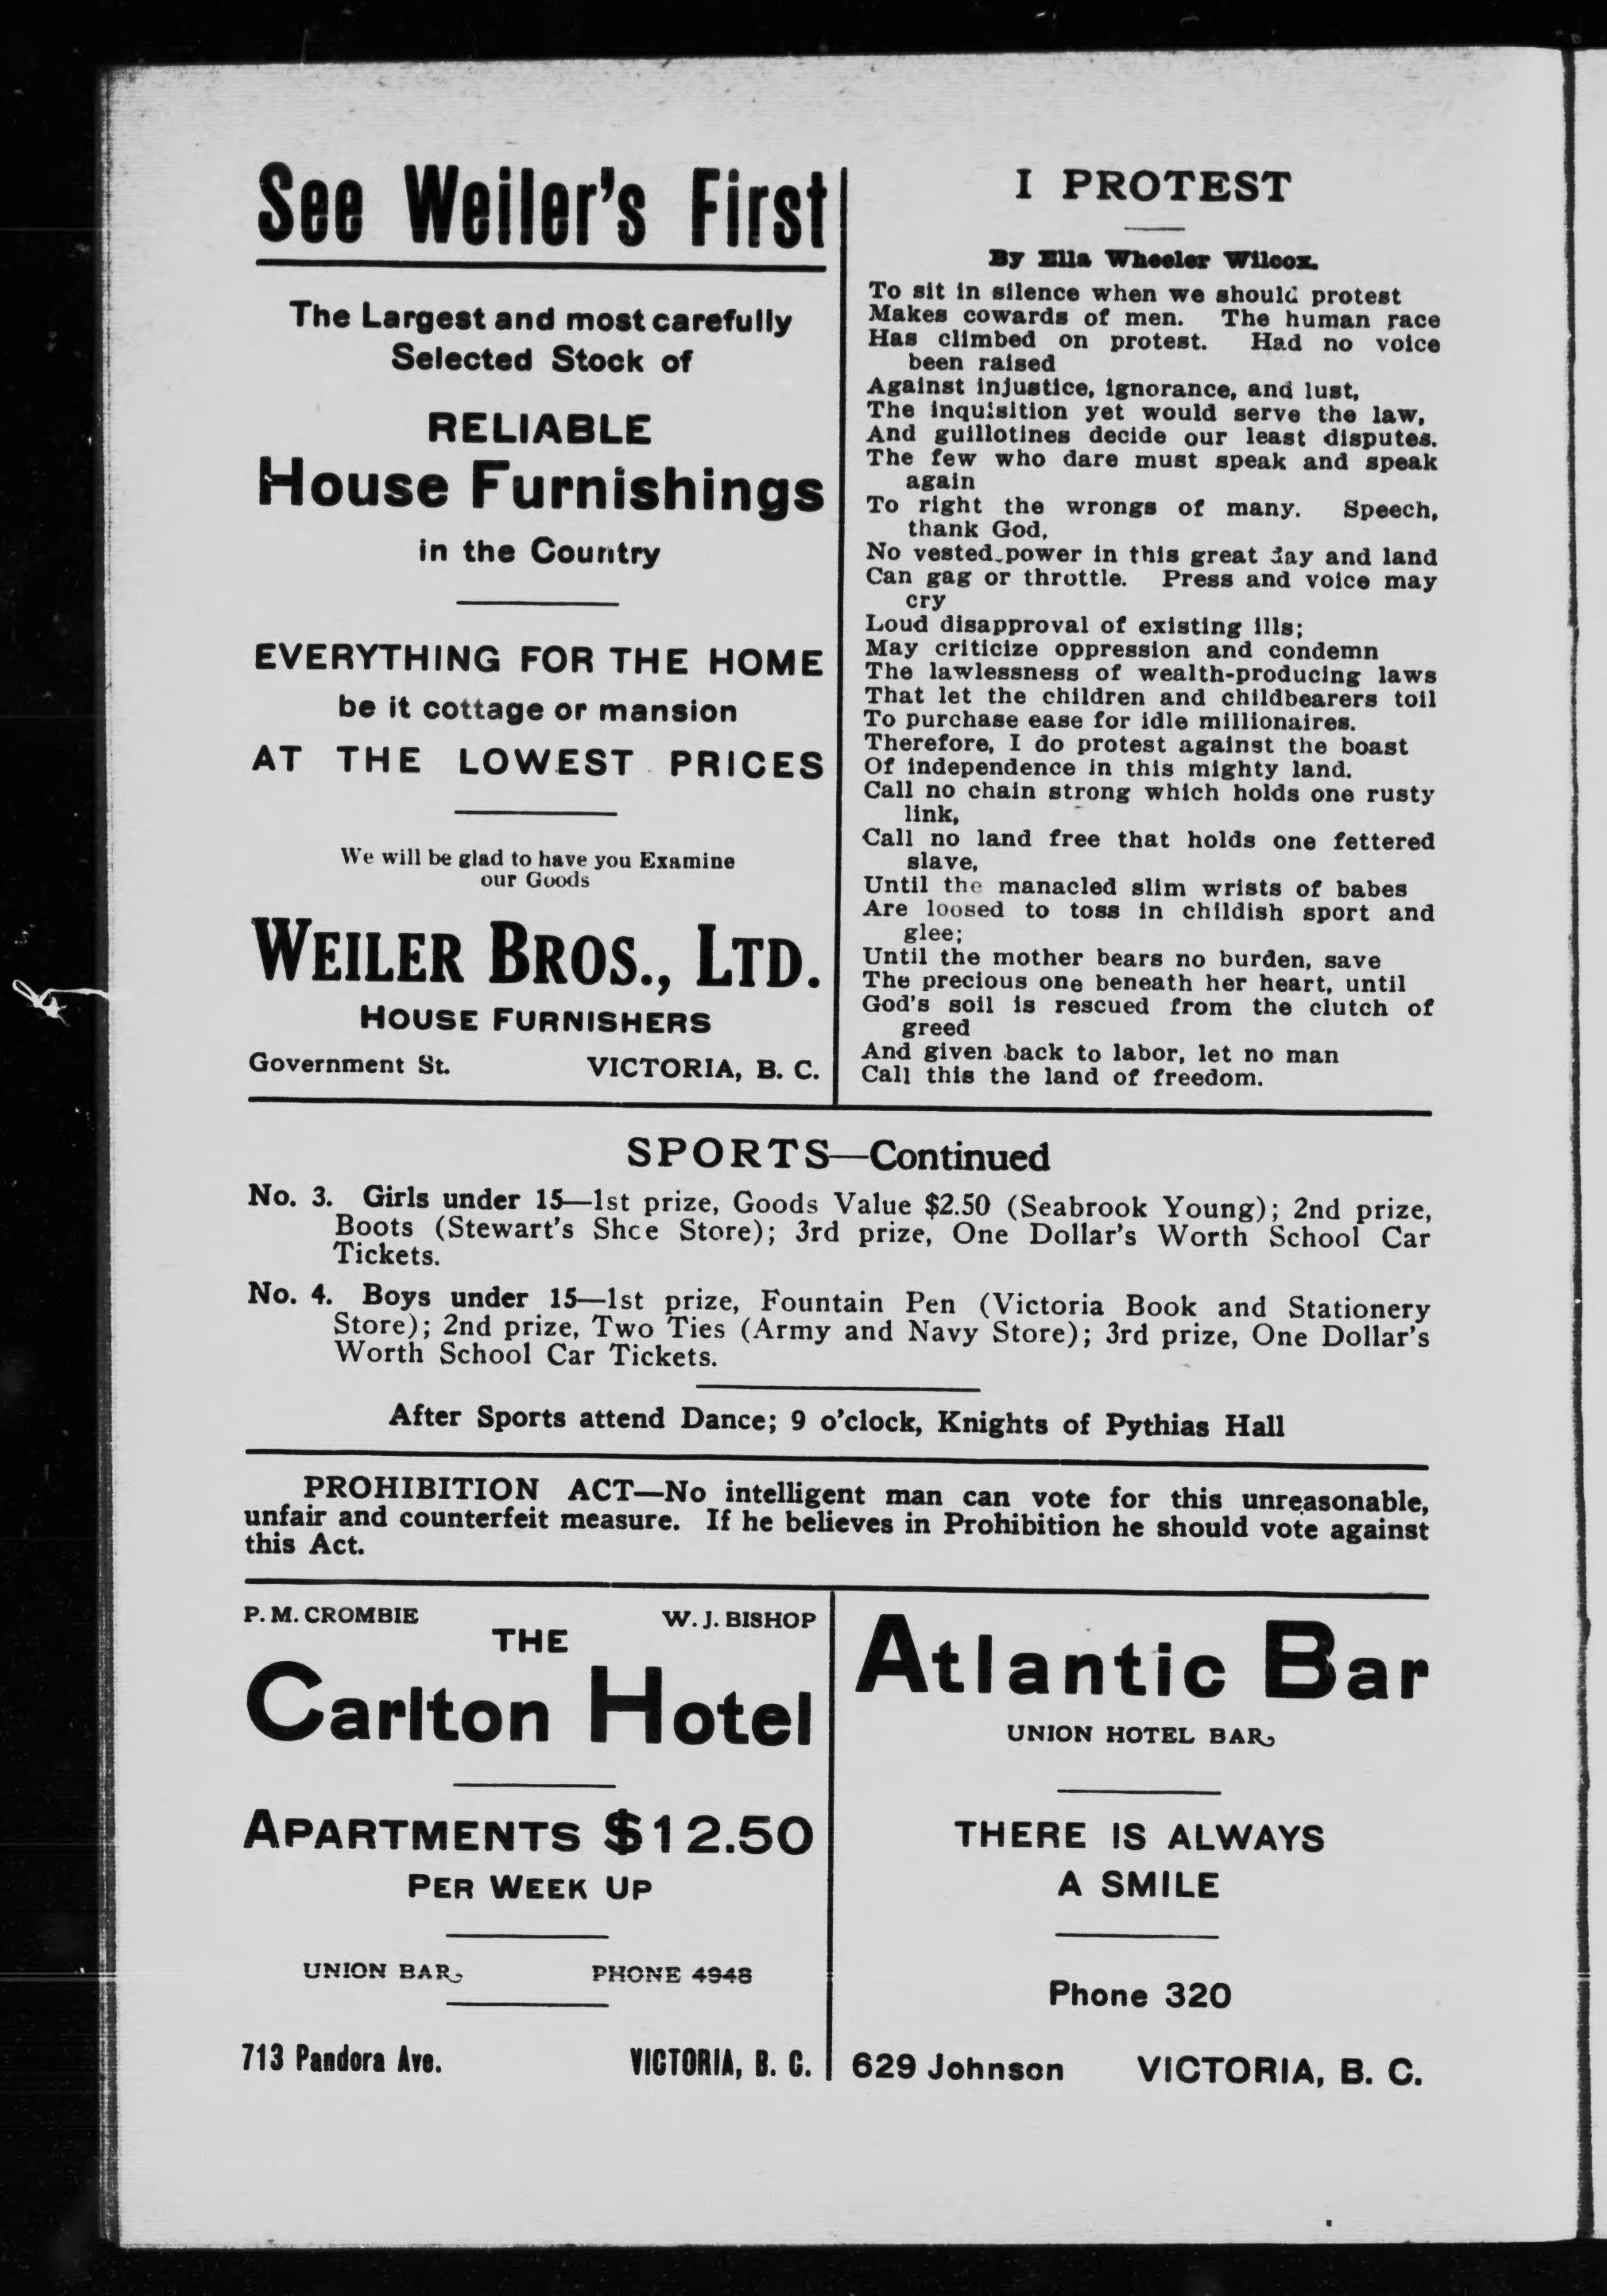 See Weiler's First
The Largest and most carefully
Selected Stock of
RELIABLE
House Furnishings
in the Country
EVERYTHING FOR THE HOME
be it cottage or mansion
AT THE LOWEST PRICES
We will be glad to have you Examine
our Goods
WEILER BROS., LTD.
HOUSE FURNISHERS
Government St. VICTORIA, B. C.
I PROTEST
By Ella Wheeler Wilcox.
To sit in silence when we should protest
Makes cowards of men. The human race
Has climbed on protest. Had no voice
been raised
Against injustice, ignorance, and lust,
The inquisition yet would serve the law,
And guillotines decide our least disputes.
The few who dare must speak and speak
again
To right the wrongs of many. Speech,
thank God,
No vested power in this great day and land
Can gag or throttle. Press and voice may
cry
Loud disapproval of existing ills;
May criticize oppression and condemn
The lawlessness of wealth-producing laws
That let the children and childbearers toil
To purchase ease for idle millionaires.
Therefore, I do protest against the boast
Of independence in this mighty land.
Call no chain strong which holds one rusty
link,
Call no land free that holds one fettered
slave,
Until the manacled slim wrists of babes
Are loosed to toss in childish sport and
glee;
Until the mother bears no burden, save
The precious one beneath her heart, until
God's soil is rescued from the clutch of
greed
And given back to labor, let no man
Call this the land of freedom.
SPORTS—Continued
No. 3. Girls under 15—1st prize, Goods Value $2.50 (Seabrook Young); 2nd prize,
Boots (Stewart's Shce Store); 3rd prize, One Dollar's Worth School Car
Tickets.
No. 4. Boys under 15—1st prize, Fountain Pen (Victoria Book and Stationery
Store); 2nd prize, Two Ties (Army and Navy Store); 3rd prize, One Dollar's
Worth School Car Tickets.
After Sports attend Dance; 9 o'clock, Knights of Pythias Hall
PROHIBITION ACT—No intelligent man can vote for this unreasonable,
unfair and counterfeit measure. If he believes in Prohibition he should vote against
this Act.
P. M. CROMBIE W. J. BISHOP
THE
Carlton Hotel
APARTMENTS $12.50
PER WEEK UP
UNION BAR PHONE 4948
713 Pandora Ave. VICTORIA, B. C.
Atlantic Bar
UNION HOTEL BAR
THERE IS ALWAYS
A SMILE
Phone 320
629 Johnson VICTORIA, B. C.